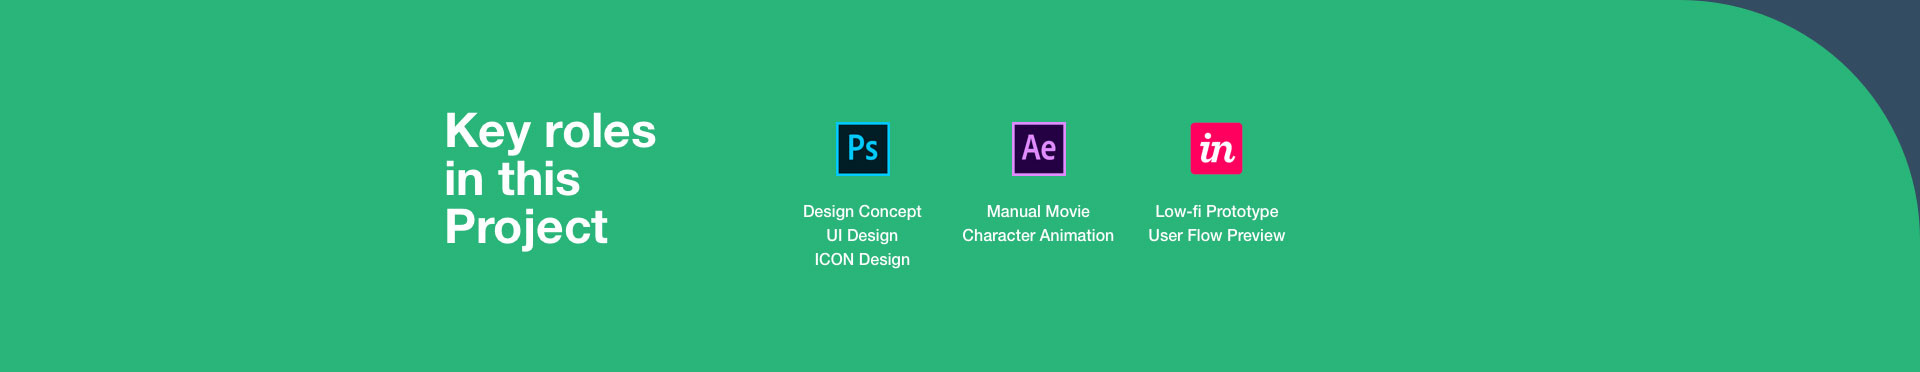 Key roles
in this
Project
Ps
Design Concept
UI Design
ICON Design
Ae
Manual Movie
Character Animation
in
Low-fi Prototype
User Flow Preview